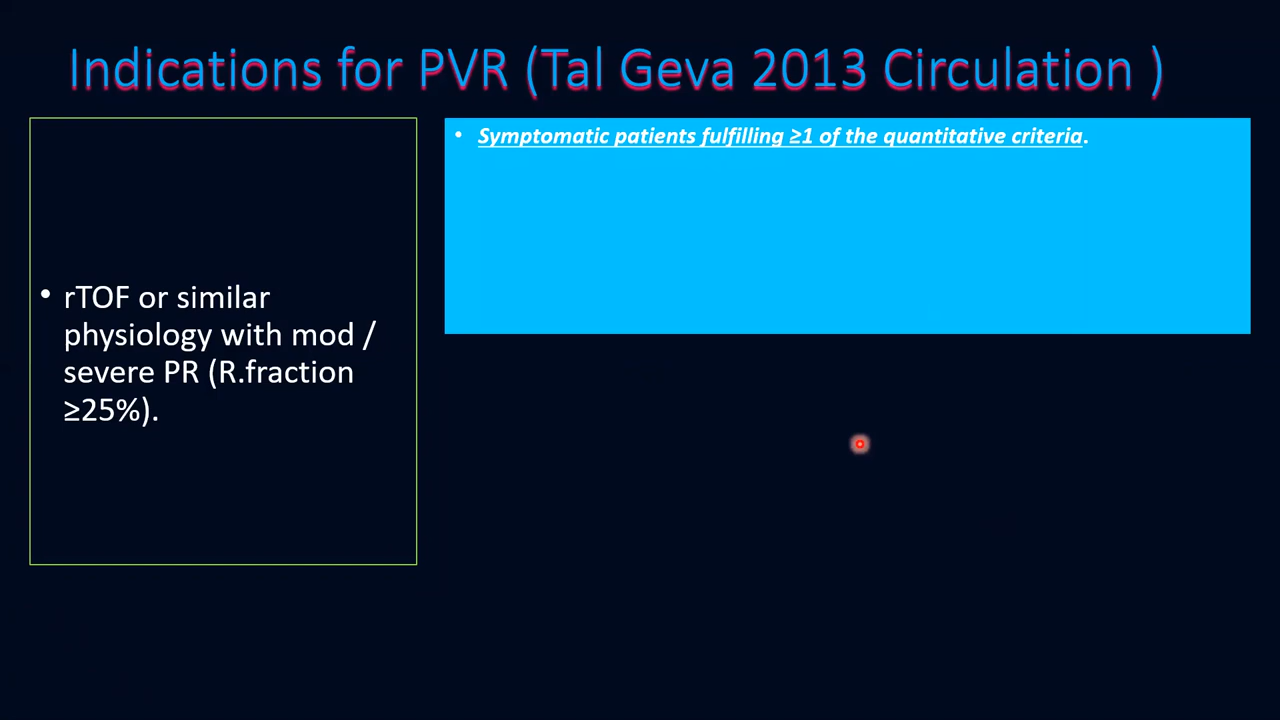 Indications for PVR (Tal Geva 2013 Circulation )
• rTOF or similar
physiology with mod /
severe PR (R.fraction
≥25%).
• Symptomatic patients fulfilling ≥1 of the quantitative criteria.